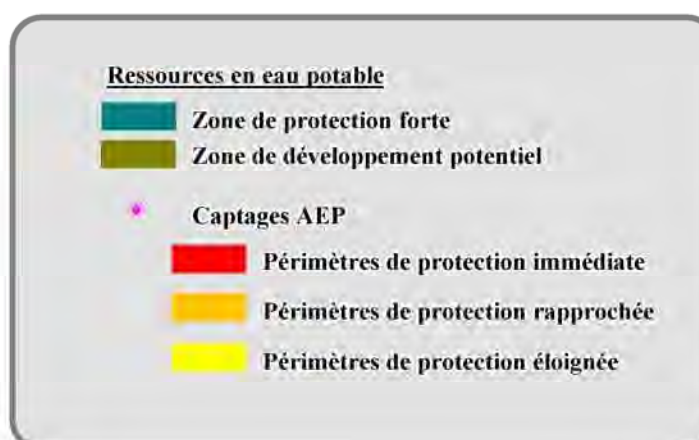 Ressources en eau potable
Zone de protection forte
Zone de développement potentiel
Captages AEP
Périmètres de protection immédiate
Périmètres de protection rapprochée
Périmètres de protection éloignée